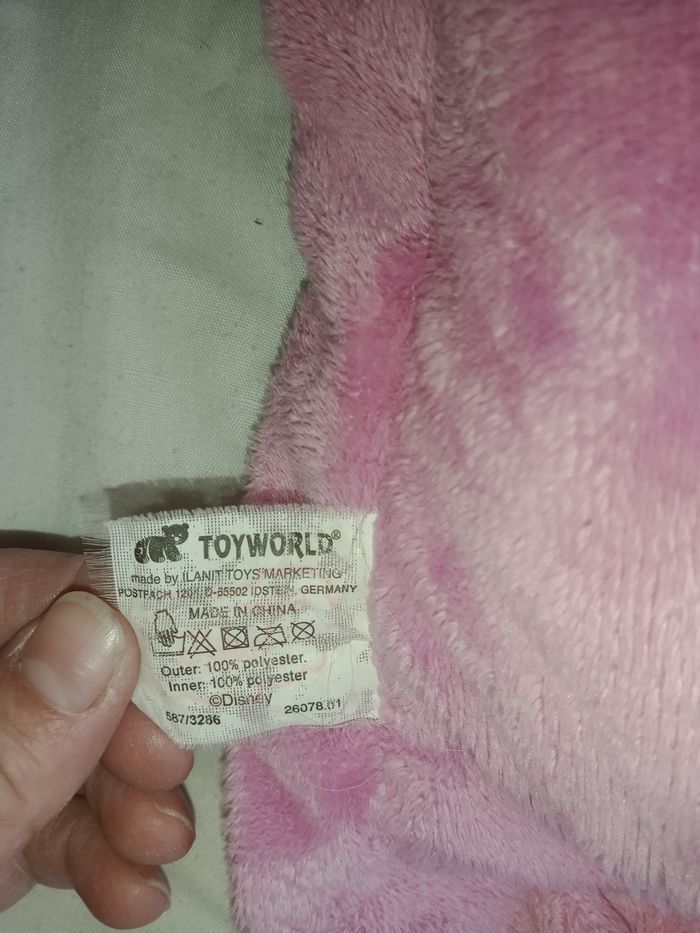 TOYWORLD®
made by ILANIT TOYS MARKETING
POSTFACH 1201, D-65502 IDSTEIN, GERMANY
MADE IN CHINA
Outer: 100% polyester.
Inner: 100% polyester
©Disney
587/3286 26078.01